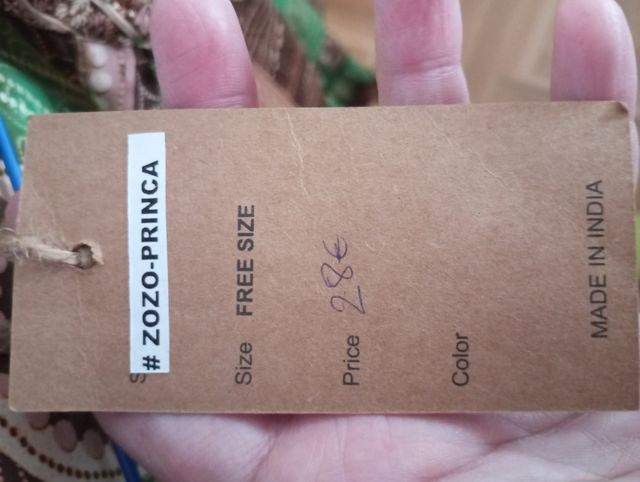 # ZOZO-PRINCA
Size FREE SIZE
Price 28€
Color
MADE IN INDIA